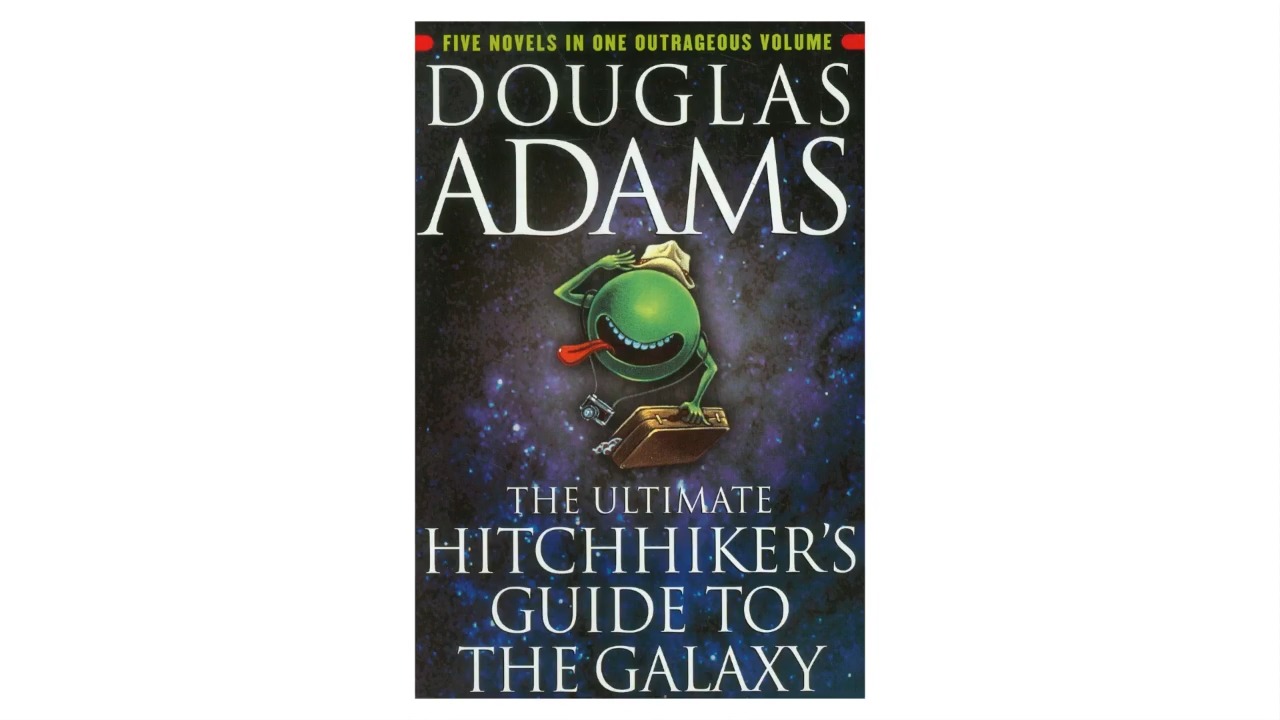 FIVE NOVELS IN ONE OUTRAGEOUS VOLUME
DOUGLAS
ADAMS
THE ULTIMATE
HITCHHIKER'S
GUIDE TO
THE GALAXY